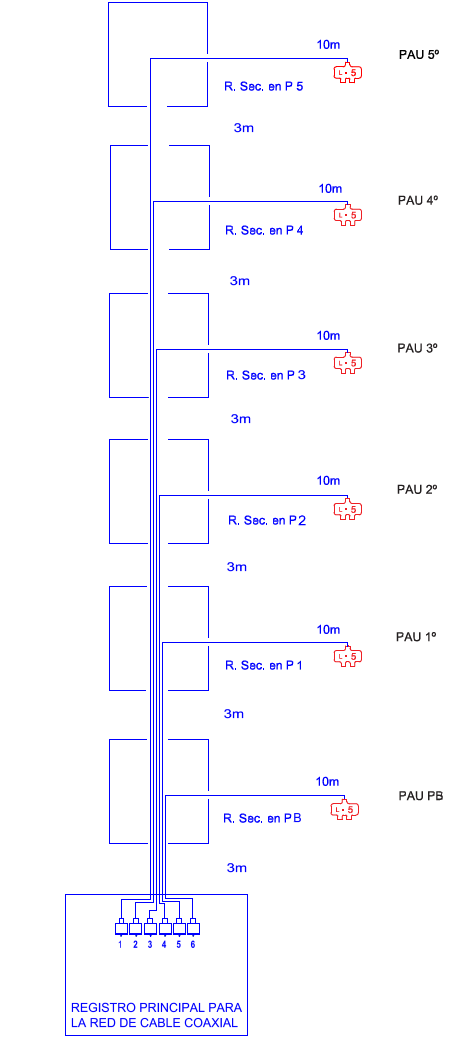 10m
PAU 5º
L - 5
R. Sec. en P 5
3m
10m
PAU 4º
L - 5
R. Sec. en P 4
3m
10m
PAU 3º
L - 5
R. Sec. en P 3
3m
10m
PAU 2º
L - 5
R. Sec. en P2
3m
10m
PAU 1º
L - 5
R. Sec. en P 1
3m
10m
PAU PB
L - 5
R. Sec. en PB
3m
1 2 3 4 5 6
REGISTRO PRINCIPAL PARA
LA RED DE CABLE COAXIAL